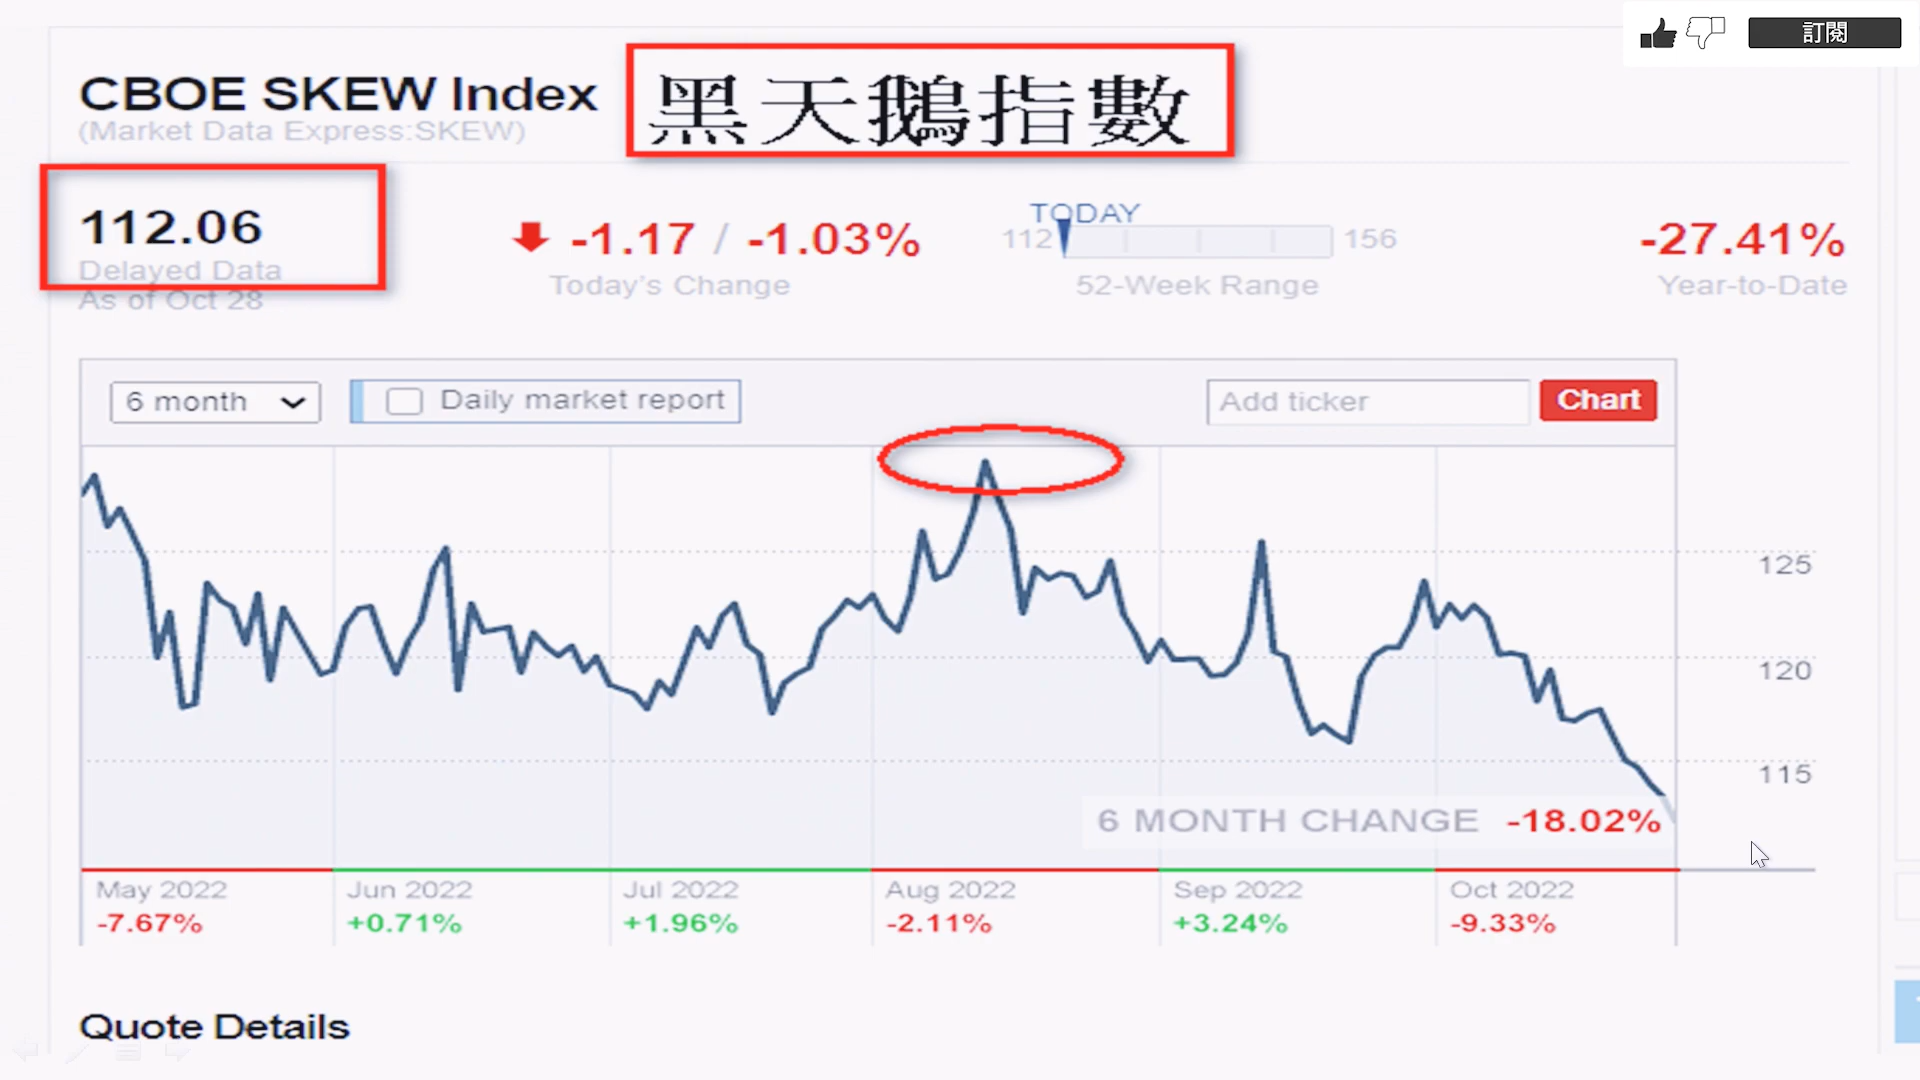 訂閱
CBOE SKEW Index 黑天鵝指數
(Market Data Express:SKEW)
112.06
Delayed Data
As of Oct 28
-1.17 / -1.03%
Today's Change
TODAY
112 156
52-Week Range
-27.41%
Year-to-Date
6 month Daily market report Add ticker Chart
125
120
115
6 MONTH CHANGE -18.02%
May 2022 Jun 2022 Jul 2022 Aug 2022 Sep 2022 Oct 2022
-7.67% +0.71% +1.96% -2.11% +3.24% -9.33%
Quote Details